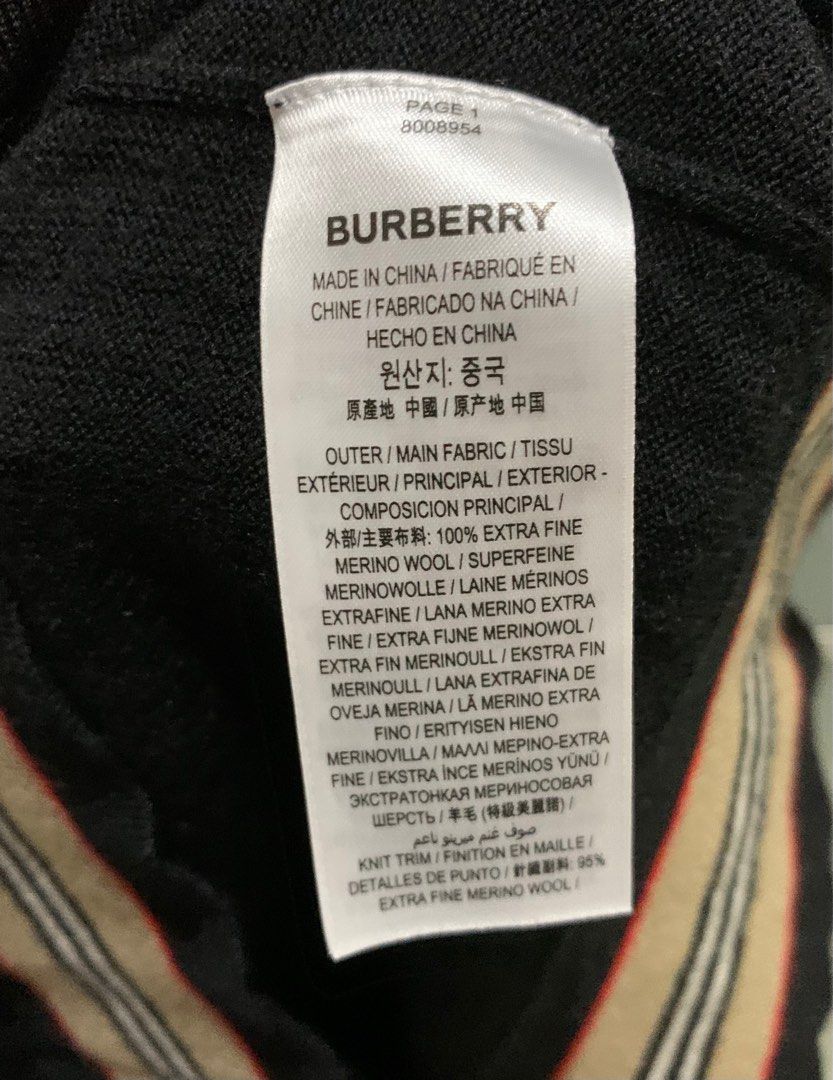 PAGE 1
8008954
BURBERRY
MADE IN CHINA / FABRIQUÉ EN
CHINE / FABRICADO NA CHINA /
HECHO EN CHINA
원산지: 중국
原產地 中國 / 原产地 中国
OUTER / MAIN FABRIC / TISSU
EXTÉRIEUR / PRINCIPAL / EXTERIOR -
COMPOSICION PRINCIPAL /
外部/主要布料: 100% EXTRA FINE
MERINO WOOL / SUPERFEINE
MERINOWOLLE / LAINE MÉRINOS
EXTRAFINE / LANA MERINO EXTRA
FINE / EXTRA FIJNE MERINOWOL /
EXTRA FIN MERINOULL / EKSTRA FIN
MERINOULL / LANA EXTRAFINA DE
OVEJA MERINA / LÃ MERINO EXTRA
FINO / ERITYISEN HIENO
MERINOVILLA / ΜΑΛΛΙ ΜΕΡΙΝΟ-EXTRA
FINE / EKSTRA İNCE MERİNOS YÜNÜ /
ЭКСТРАТОНКАЯ МЕРИНОСОВАЯ
ШЕРСТЬ / 羊毛 (特級美麗諾) /
صوف غنم ميرينو ناعم
KNIT TRIM / FINITION EN MAILLE /
DETALLES DE PUNTO / 針織副料: 95%
EXTRA FINE MERINO WOOL /